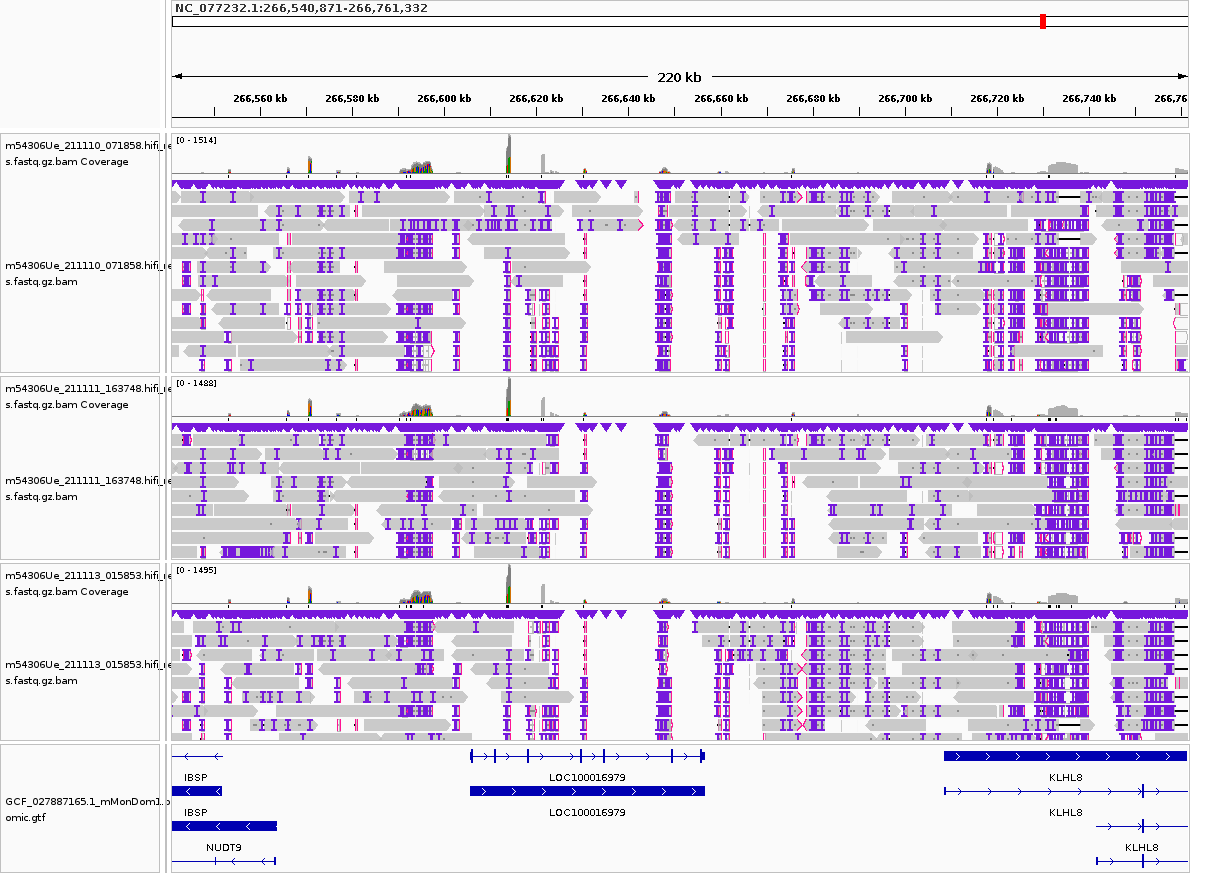 NC_077232.1:266,540,871-266,761,332
220 kb
266,560 kb 266,580 kb 266,600 kb 266,620 kb 266,640 kb 266,660 kb 266,680 kb 266,700 kb 266,720 kb 266,740 kb 266,76
m54306Ue_211110_071858.hifi_re
s.fastq.gz.bam Coverage
[0 - 1514]
m54306Ue_211110_071858.hifi_re
s.fastq.gz.bam
m54306Ue_211111_163748.hifi_re
s.fastq.gz.bam Coverage
[0 - 1488]
m54306Ue_211111_163748.hifi_re
s.fastq.gz.bam
m54306Ue_211113_015853.hifi_re
s.fastq.gz.bam Coverage
[0 - 1495]
m54306Ue_211113_015853.hifi_re
s.fastq.gz.bam
GCF_027887165.1_mMonDom1.p
omic.gtf
IBSP LOC100016979 KLHL8
IBSP LOC100016979 KLHL8
NUDT9 KLHL8